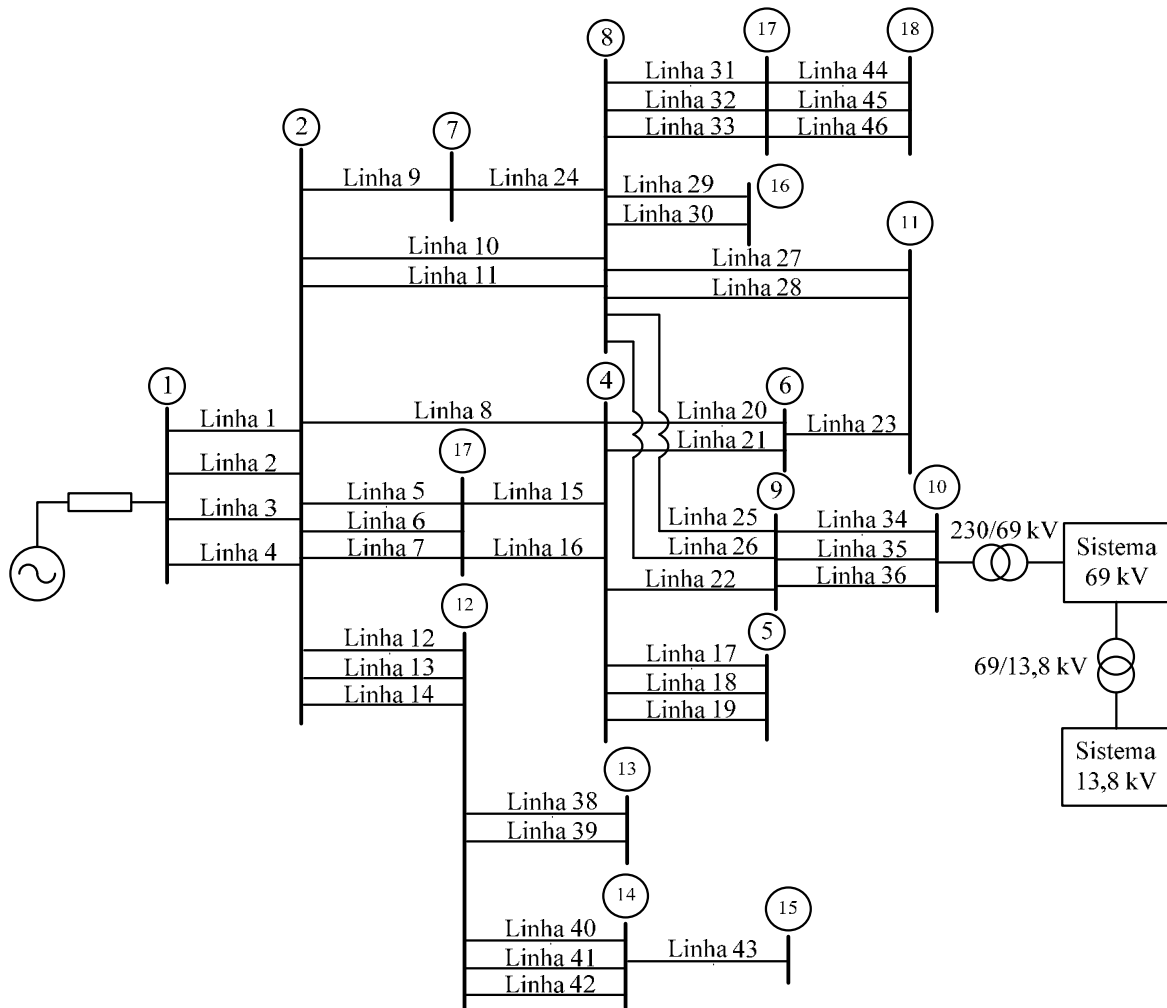 17
18
8
Linha 31
Linha 44
Linha 32
Linha 45
Linha 33
Linha 46
2
7
16
Linha 9
Linha 24
Linha 29
Linha 30
11
Linha 10
Linha 11
Linha 27
Linha 28
1
4
6
Linha 1
Linha 8
Linha 20
Linha 23
Linha 2
17
Linha 21
9
10
Linha 3
Linha 5
Linha 15
Linha 25
Linha 34
Linha 6
Linha 4
Linha 7
Linha 16
Linha 26
Linha 35
Linha 22
Linha 36
230/69 kV
Sistema
69 kV
12
5
Linha 12
Linha 13
Linha 14
Linha 17
Linha 18
Linha 19
69/13,8 kV
Sistema
13,8 kV
13
Linha 38
Linha 39
14
15
Linha 40
Linha 41
Linha 42
Linha 43